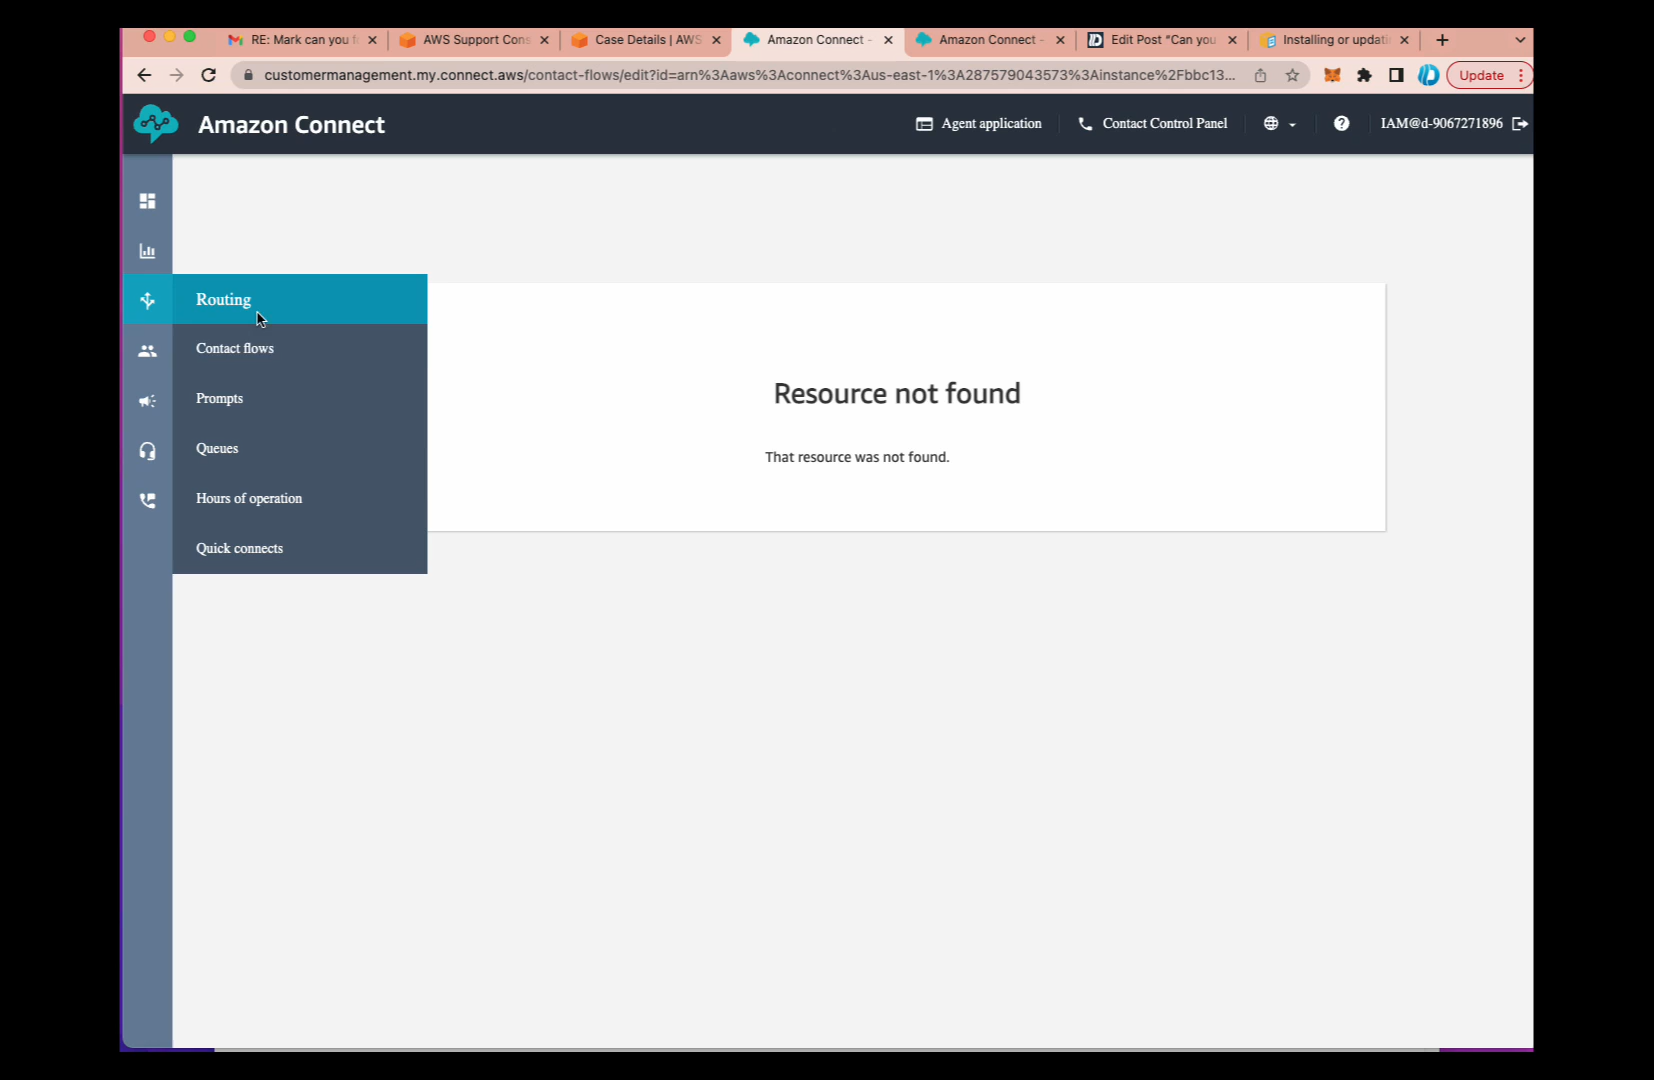 RE: Mark can you f
AWS Support Cons
Case Details | AWS
Amazon Connect -
Amazon Connect -
Edit Post “Can you
Installing or updati
customermanagement.my.connect.aws/contact-flows/edit?id=arn%3Aaws%3Aconnect%3Aus-east-1%3A287579043573%3Ainstance%2Fbbc13...
Update
Amazon Connect
Agent application
Contact Control Panel
IAM@d-9067271896
Routing
Contact flows
Prompts
Queues
Hours of operation
Quick connects
Resource not found
That resource was not found.